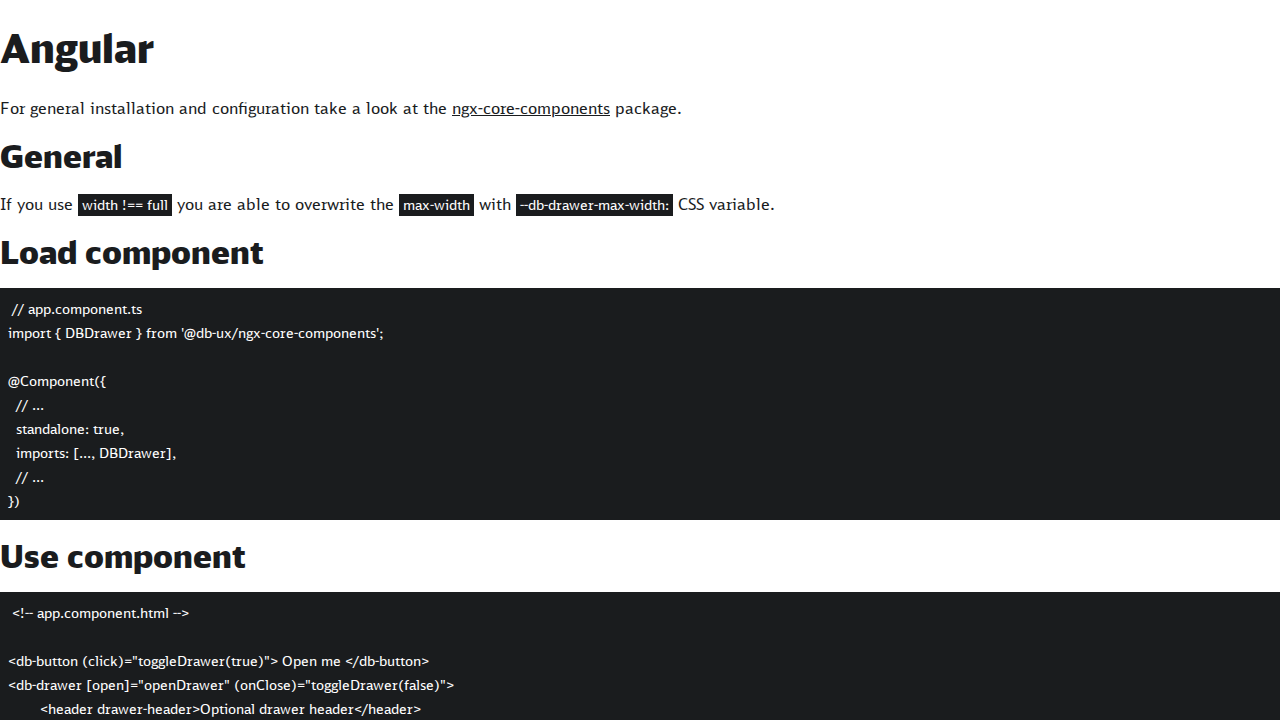 Angular
For general installation and configuration take a look at the ngx-core-components package.
General
If you use width !== full you are able to overwrite the max-width with --db-drawer-max-width: CSS variable.
Load component
// app.component.ts
import { DBDrawer } from '@db-ux/ngx-core-components';
@Component({
// ...
standalone: true,
imports: [..., DBDrawer],
// ...
})
Use component
<!-- app.component.html -->
<db-button (click)="toggleDrawer(true)"> Open me </db-button>
<db-drawer [open]="openDrawer" (onClose)="toggleDrawer(false)">
<header drawer-header>Optional drawer header</header>